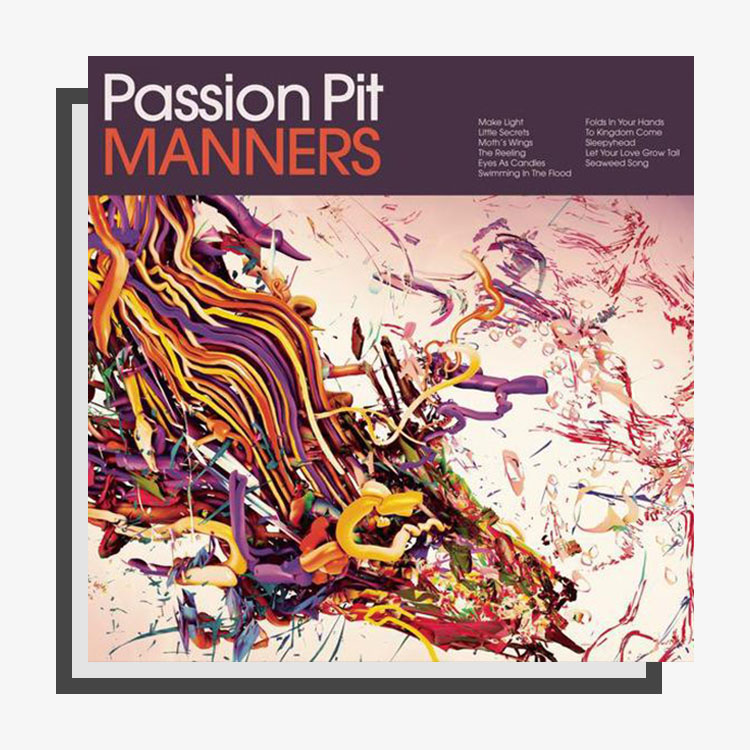 Passion Pit
MANNERS
Make Light
Little Secrets
Moth's Wings
The Reeling
Eyes As Candles
Swimming In The Flood
Folds In Your Hands
To Kingdom Come
Sleepyhead
Let Your Love Grow Tall
Seaweed Song